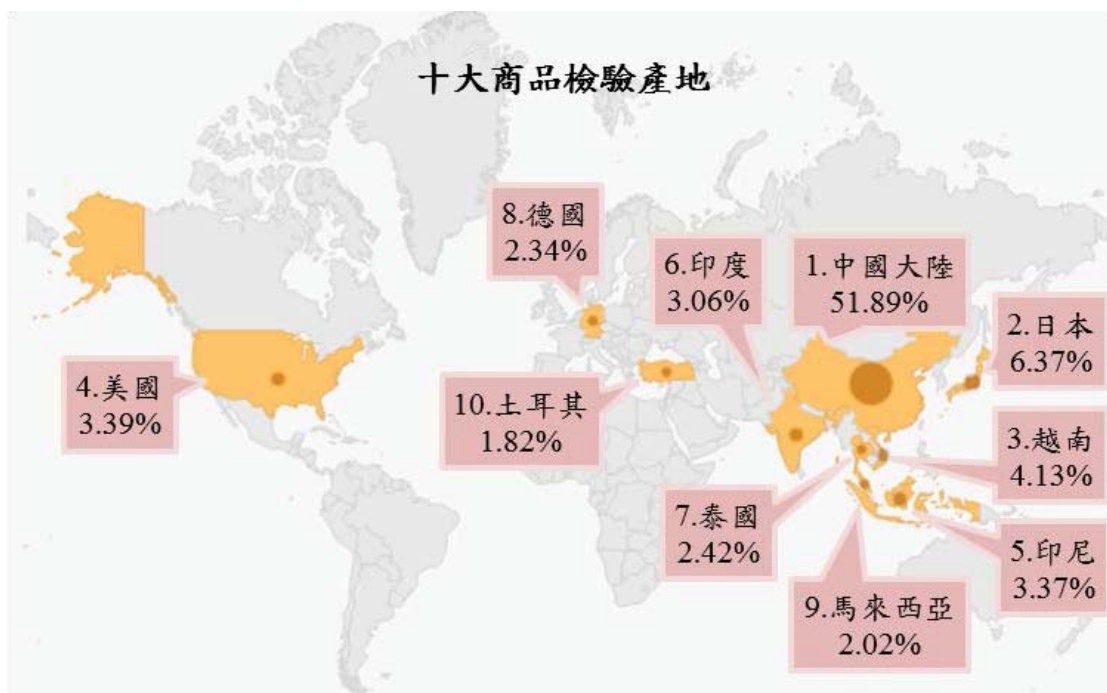 十大商品檢驗產地
8.德國
2.34%
6.印度
3.06%
1.中國大陸
51.89%
2.日本
6.37%
4.美國
3.39%
10.土耳其
1.82%
3.越南
4.13%
7.泰國
2.42%
5.印尼
3.37%
9.馬來西亞
2.02%